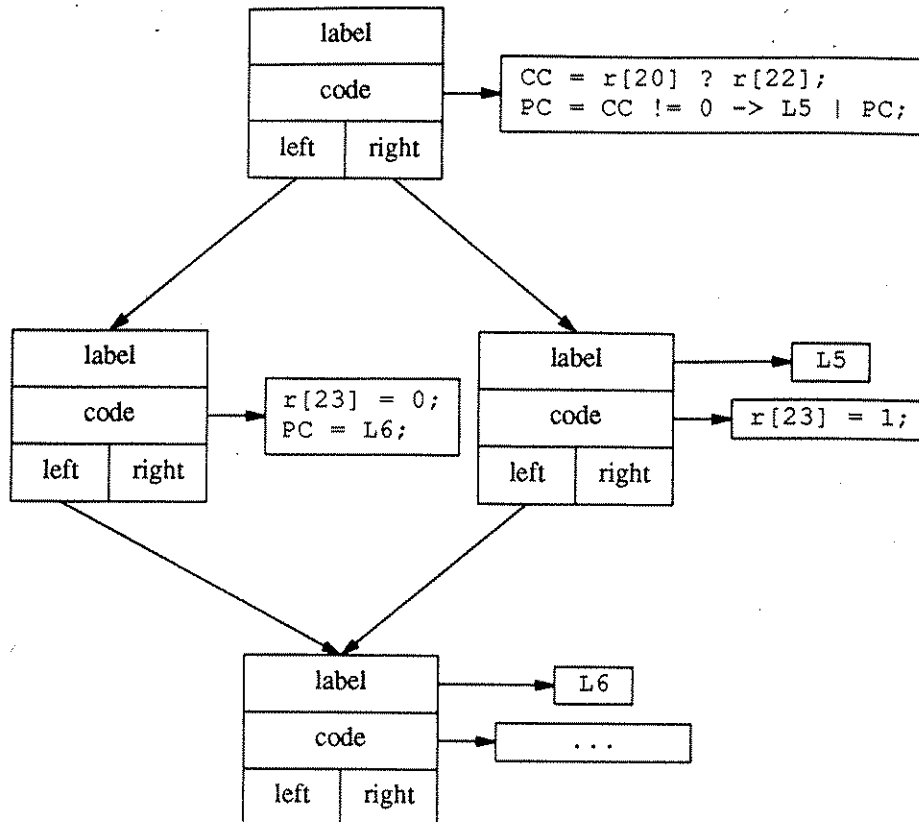 label
code
CC = r[20] ? r[22];
PC = CC != 0 -> L5 | PC;
left right
label
code
r[23] = 0;
PC = L6;
left right
label
L5
code
r[23] = 1;
left right
label
L6
code
...
left right